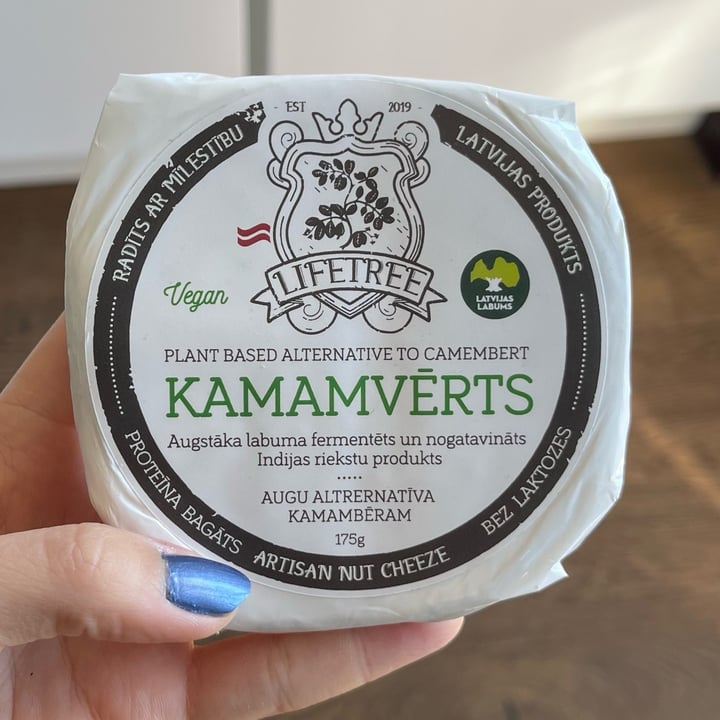 EST 2019
RADĪTS AR MĪLESTĪBU
LATVIJAS PRODUKTS
LIFETREE
Vegan
LATVIJAS
LABUMS
PLANT BASED ALTERNATIVE TO CAMEMBERT
KAMAMVĒRTS
Augstāka labuma fermentēts un nogatavināts
Indijas riekstu produkts
AUGU ALTRERNATĪVA
KAMAMBĒRAM
175g
PROTEĪNA BAGĀTS
ARTISAN NUT CHEEZE
BEZ LAKTOZES